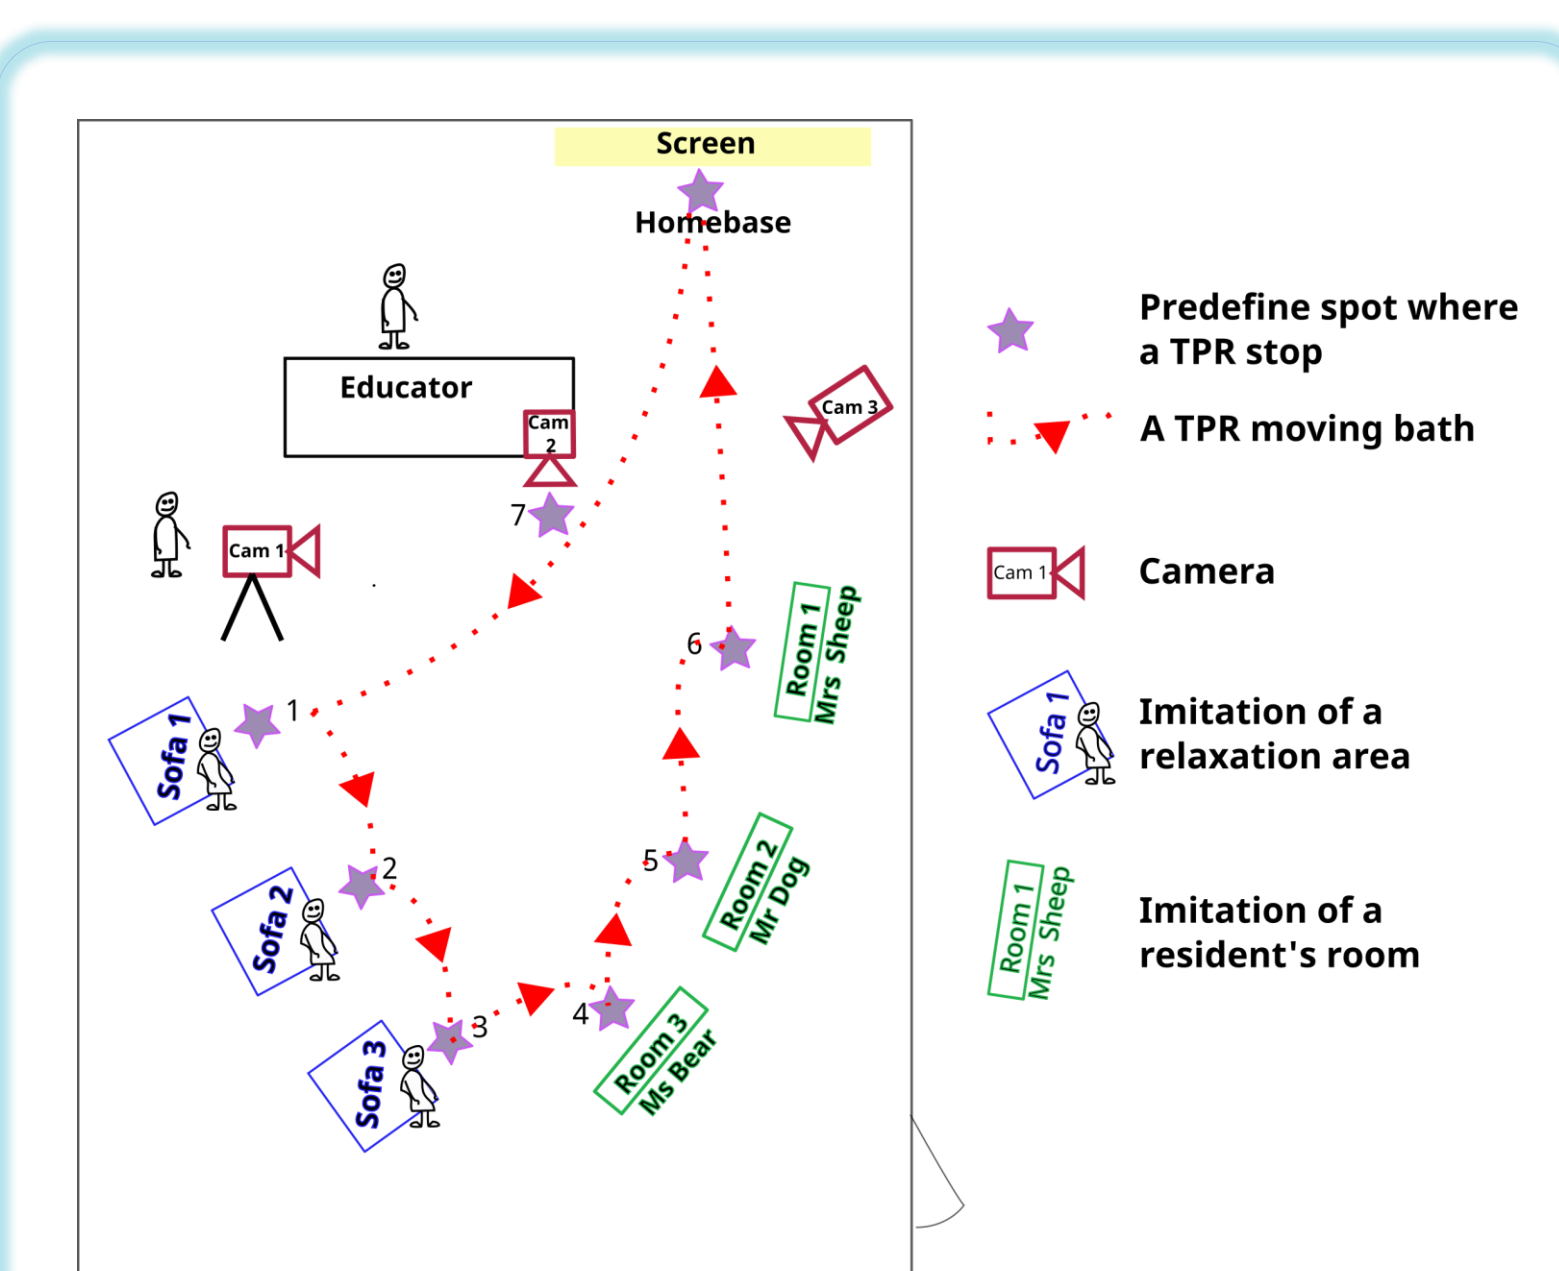 Screen
Homebase
Educator
Cam
2
Cam 3
7
Cam 1
1
Sofa 1
6
Room 1
Mrs Sheep
2
Sofa 2
5
Room 2
Mr Dog
3
Sofa 3
4
Room 3
Ms Bear
Predefine spot where
a TPR stop
A TPR moving bath
Cam 1
Camera
Sofa 1
Imitation of a
relaxation area
Room 1
Mrs Sheep
Imitation of a
resident's room